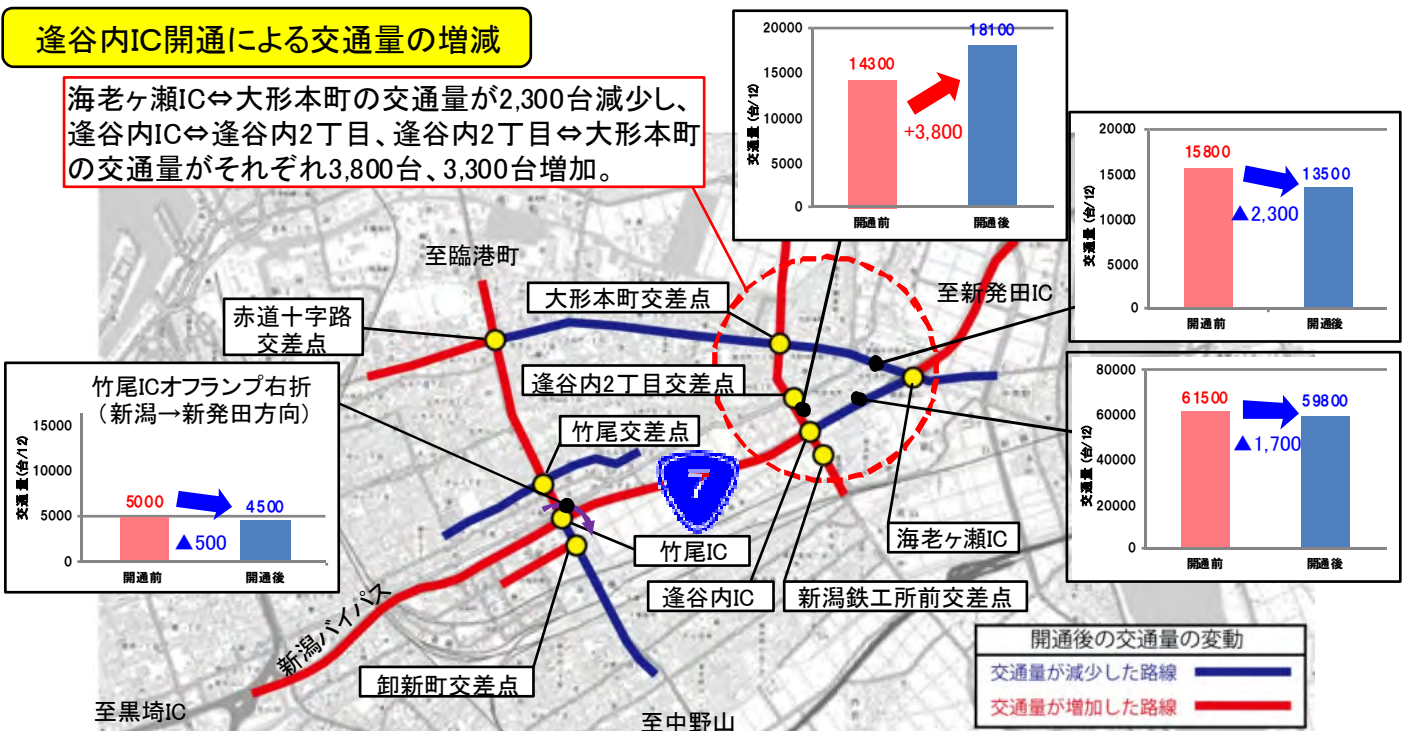 逢谷内IC開通による交通量の増減
海老ヶ瀬IC⇔大形本町の交通量が2,300台減少し、
逢谷内IC⇔逢谷内2丁目、逢谷内2丁目⇔大形本町
の交通量がそれぞれ3,800台、3,300台増加。
交通量(台/12)
20000
15000
10000
5000
0
14300
18100
+3,800
開通前
開通後
交通量(台/12)
20000
15000
10000
5000
0
15800
13500
▲2,300
開通前
開通後
交通量(台/12)
80000
60000
40000
20000
0
61500
59800
▲1,700
開通前
開通後
竹尾ICオフランプ右折
(新潟→新発田方向)
交通量(台/12)
15000
10000
5000
0
5000
4500
▲500
開通前
開通後
至臨港町
至新発田IC
大形本町交差点
赤道十字路
交差点
逢谷内2丁目交差点
竹尾交差点
7
竹尾IC
海老ヶ瀬IC
逢谷内IC
新潟鉄工所前交差点
新潟バイパス
卸新町交差点
至黒埼IC
至中野山
開通後の交通量の変動
交通量が減少した路線
交通量が増加した路線